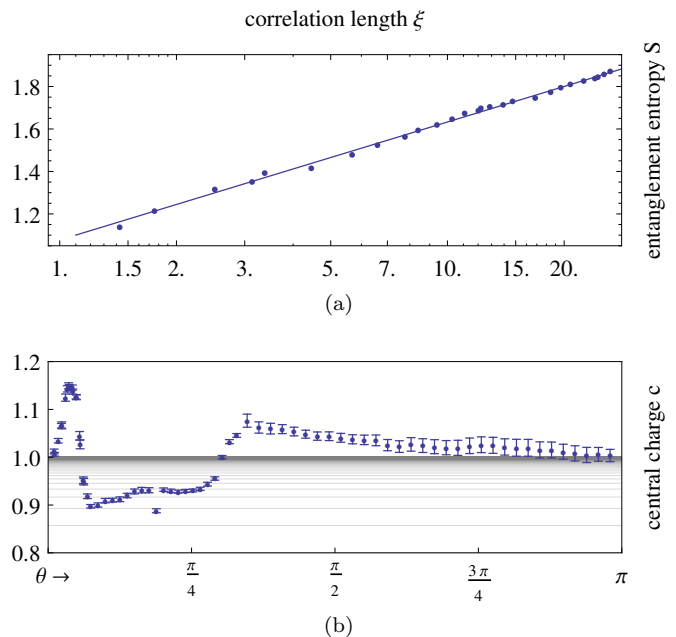 correlation length ξ
1.8
1.6
1.4
1.2
entanglement entropy S
1. 1.5 2. 3. 5. 7. 10. 15. 20.
(a)
1.2
1.1
1.0
0.9
0.8
central charge c
θ → π/4 π/2 3π/4 π
(b)